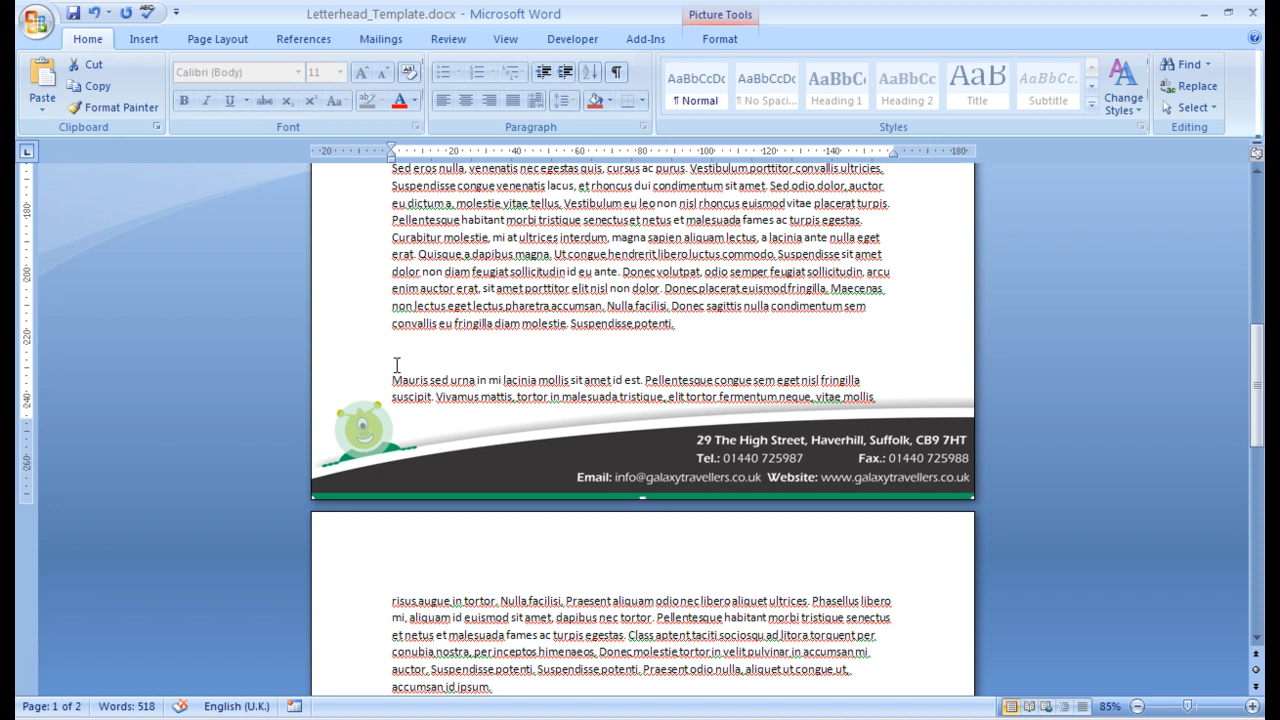 Letterhead_Template.docx - Microsoft Word
Picture Tools
Home Insert Page Layout References Mailings Review View Developer Add-Ins Format
Paste
Cut
Copy
Format Painter
Clipboard
Calibri (Body) 11
Font
Paragraph
AaBbCcDc AaBbCcDc AaBbC AaBbCc AaB AaBbCcDc
¶ Normal ¶ No Spaci... Heading 1 Heading 2 Title Subtitle
Change Styles
Styles
Find
Replace
Select
Editing
20 20 40 60 80 100 120 140 180
180
200
220
240
260
Sed eros nulla, venenatis nec egestas quis, cursus ac purus. Vestibulum porttitor convallis ultricies.
Suspendisse congue venenatis lacus, et rhoncus dui condimentum sit amet. Sed odio dolor, auctor
eu dictum a, molestie vitae tellus. Vestibulum eu leo non nisl rhoncus euismod vitae placerat turpis.
Pellentesque habitant morbi tristique senectus et netus et malesuada fames ac turpis egestas.
Curabitur molestie, mi at ultrices interdum, magna sapien aliquam lectus, a lacinia ante nulla eget
erat. Quisque a dapibus magna. Ut congue hendrerit libero luctus commodo. Suspendisse sit amet
dolor non diam feugiat sollicitudin id eu ante. Donec volutpat, odio semper feugiat sollicitudin, arcu
enim auctor erat, sit amet porttitor elit nisl non dolor. Donec placerat euismod fringilla. Maecenas
non lectus eget lectus pharetra accumsan. Nulla facilisi. Donec sagittis nulla condimentum sem
convallis eu fringilla diam molestie. Suspendisse potenti.
Mauris sed urna in mi lacinia mollis sit amet id est. Pellentesque congue sem eget nisl fringilla
suscipit. Vivamus mattis, tortor in malesuada tristique, elit tortor fermentum neque, vitae mollis
29 The High Street, Haverhill, Suffolk, CB9 7HT
Tel.: 01440 725987 Fax.: 01440 725988
Email: info@galaxytravellers.co.uk Website: www.galaxytravellers.co.uk
risus augue in tortor. Nulla facilisi. Praesent aliquam odio nec libero aliquet ultrices. Phasellus libero
mi, aliquam id euismod sit amet, dapibus nec tortor. Pellentesque habitant morbi tristique senectus
et netus et malesuada fames ac turpis egestas. Class aptent taciti sociosqu ad litora torquent per
conubia nostra, per inceptos himenaeos. Donec molestie tortor in velit pulvinar in accumsan mi
auctor. Suspendisse potenti. Suspendisse potenti. Praesent odio nulla, aliquet ut congue ut,
accumsan id ipsum.
Page: 1 of 2 Words: 518 English (U.K.) 85%